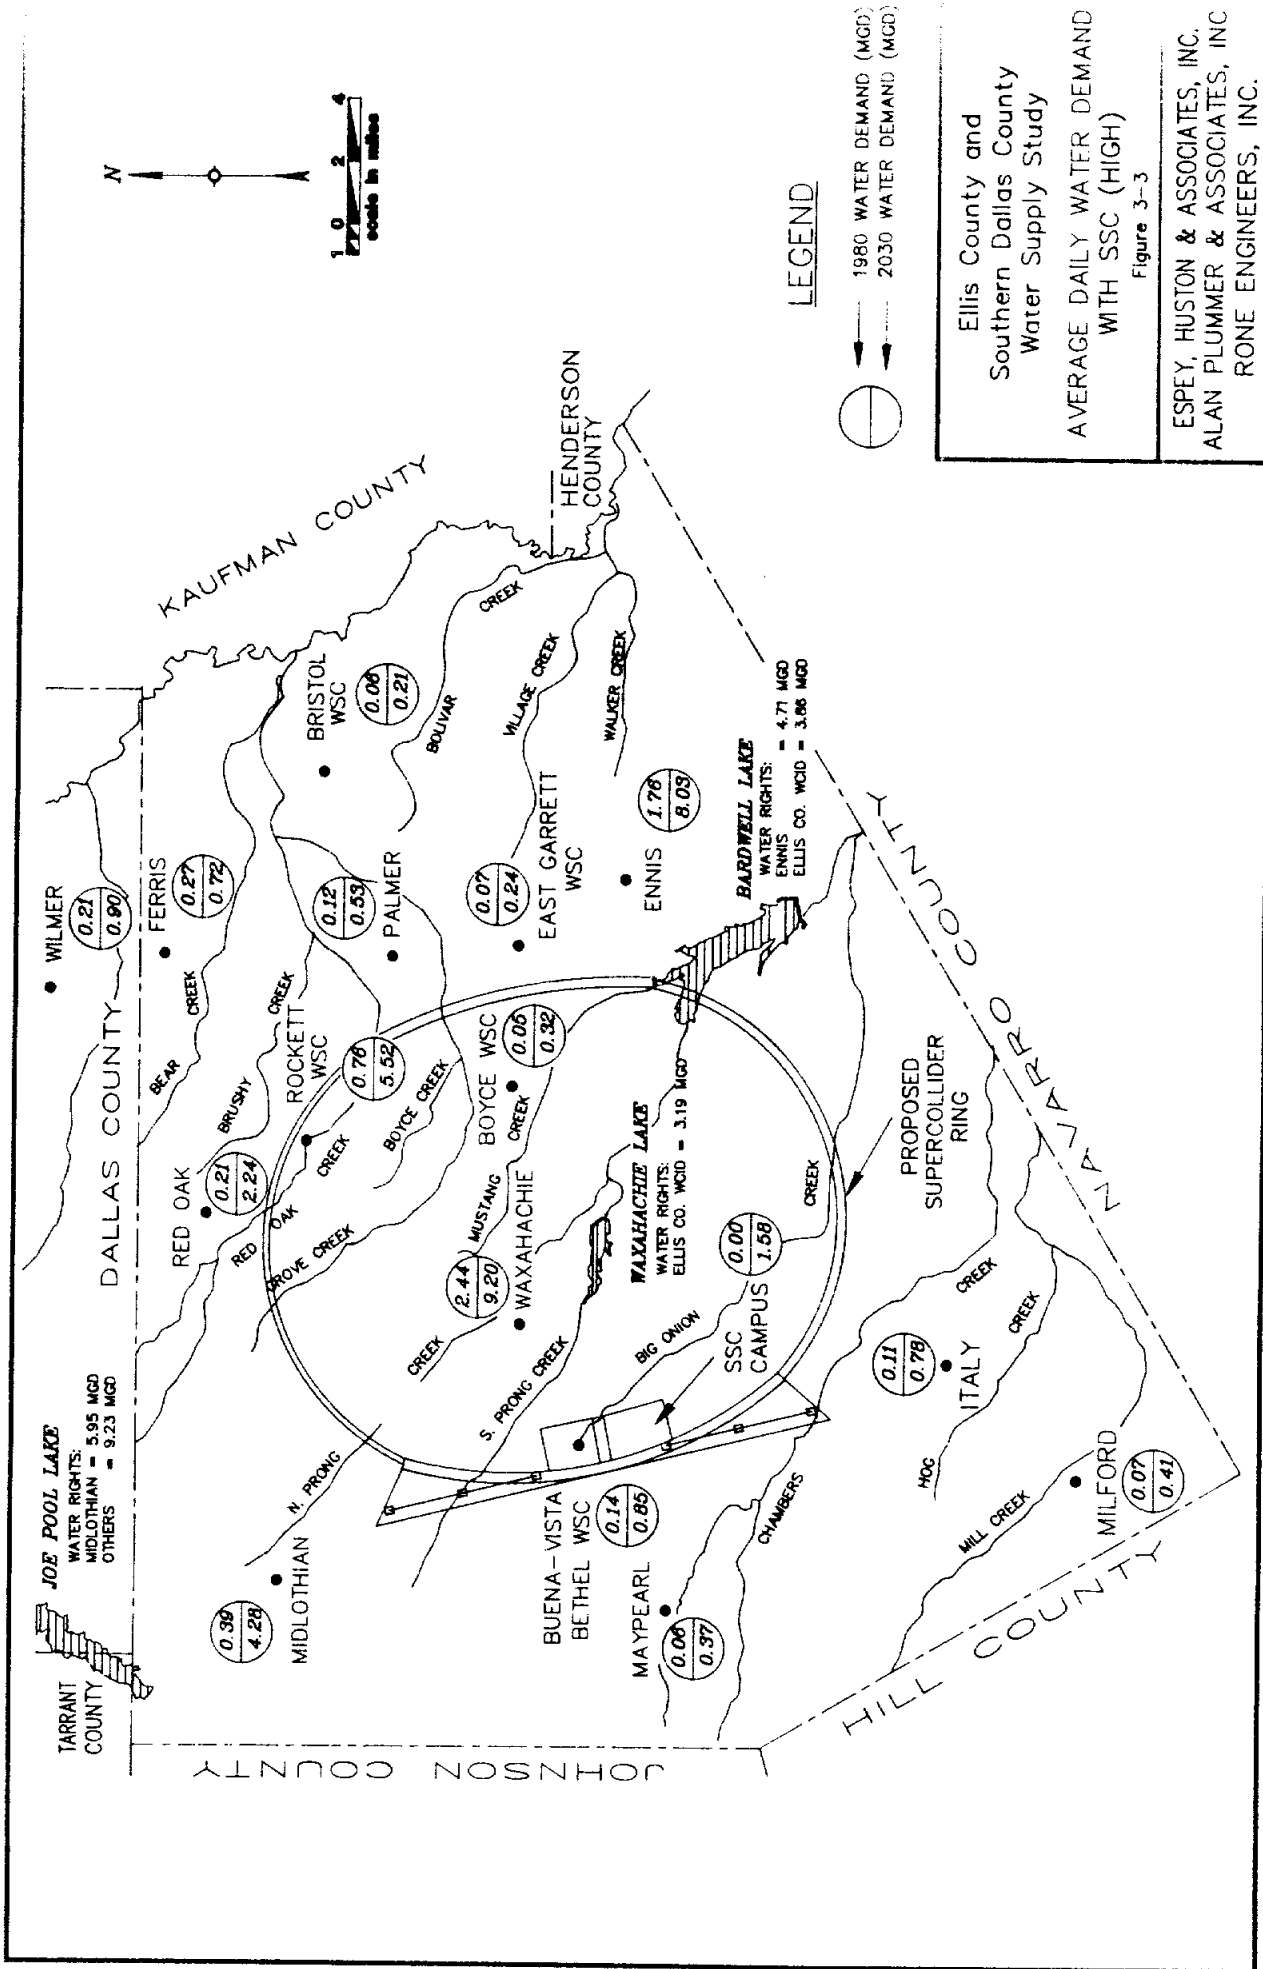 N
1 0 2 4
scale in miles
TARRANT
COUNTY
JOE POOL LAKE
WATER RIGHTS:
MIDLOTHIAN = 5.95 MGD
OTHERS = 9.23 MGD
DALLAS COUNTY
WILMER
0.21
0.90
FERRIS
0.27
0.72
KAUFMAN COUNTY
BEAR
CREEK
RED OAK
0.21
2.24
BRUSHY
CREEK
ROCKETT
WSC
0.76
5.52
RED
OAK
CREEK
GROVE CREEK
BRISTOL
WSC
0.06
0.21
PALMER
0.12
0.53
BOLIVAR
CREEK
MIDLOTHIAN
0.39
4.28
N. PRONG
CREEK
BOYCE CREEK
BOYCE WSC
0.05
0.32
MUSTANG
CREEK
WAXAHACHIE
2.44
9.20
S. PRONG CREEK
EAST GARRETT
WSC
0.07
0.24
VILLAGE CREEK
WALKER CREEK
HENDERSON
COUNTY
ENNIS
1.76
8.03
BUENA-VISTA
BETHEL WSC
0.14
0.85
MAYPEARL
0.06
0.37
WAXAHACHIE LAKE
WATER RIGHTS:
ELLIS CO. WCID = 3.19 MGD
BARDWELL LAKE
WATER RIGHTS:
ENNIS = 4.71 MGD
ELLIS CO. WCID = 3.86 MGD
BIG ONION
CREEK
SSC
CAMPUS
0.00
1.58
CHAMBERS
CREEK
PROPOSED
SUPERCOLLIDER
RING
ITALY
0.11
0.78
HOG
CREEK
MILL CREEK
MILFORD
0.07
0.41
JOHNSON COUNTY
HILL COUNTY
NAVARRO COUNTY
LEGEND
1980 WATER DEMAND (MGD)
2030 WATER DEMAND (MGD)
Ellis County and
Southern Dallas County
Water Supply Study
AVERAGE DAILY WATER DEMAND
WITH SSC (HIGH)
Figure 3-3
ESPEY, HUSTON & ASSOCIATES, INC.
ALAN PLUMMER & ASSOCIATES, INC
RONE ENGINEERS, INC.